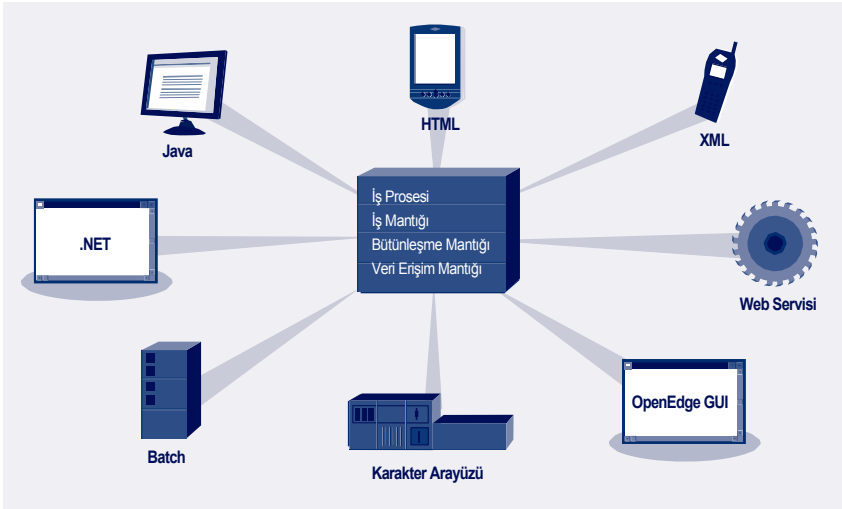 HTML
Java
XML
İş Prosesi
İş Mantığı
Bütünleşme Mantığı
Veri Erişim Mantığı
.NET
Web Servisi
OpenEdge GUI
Batch
Karakter Arayüzü